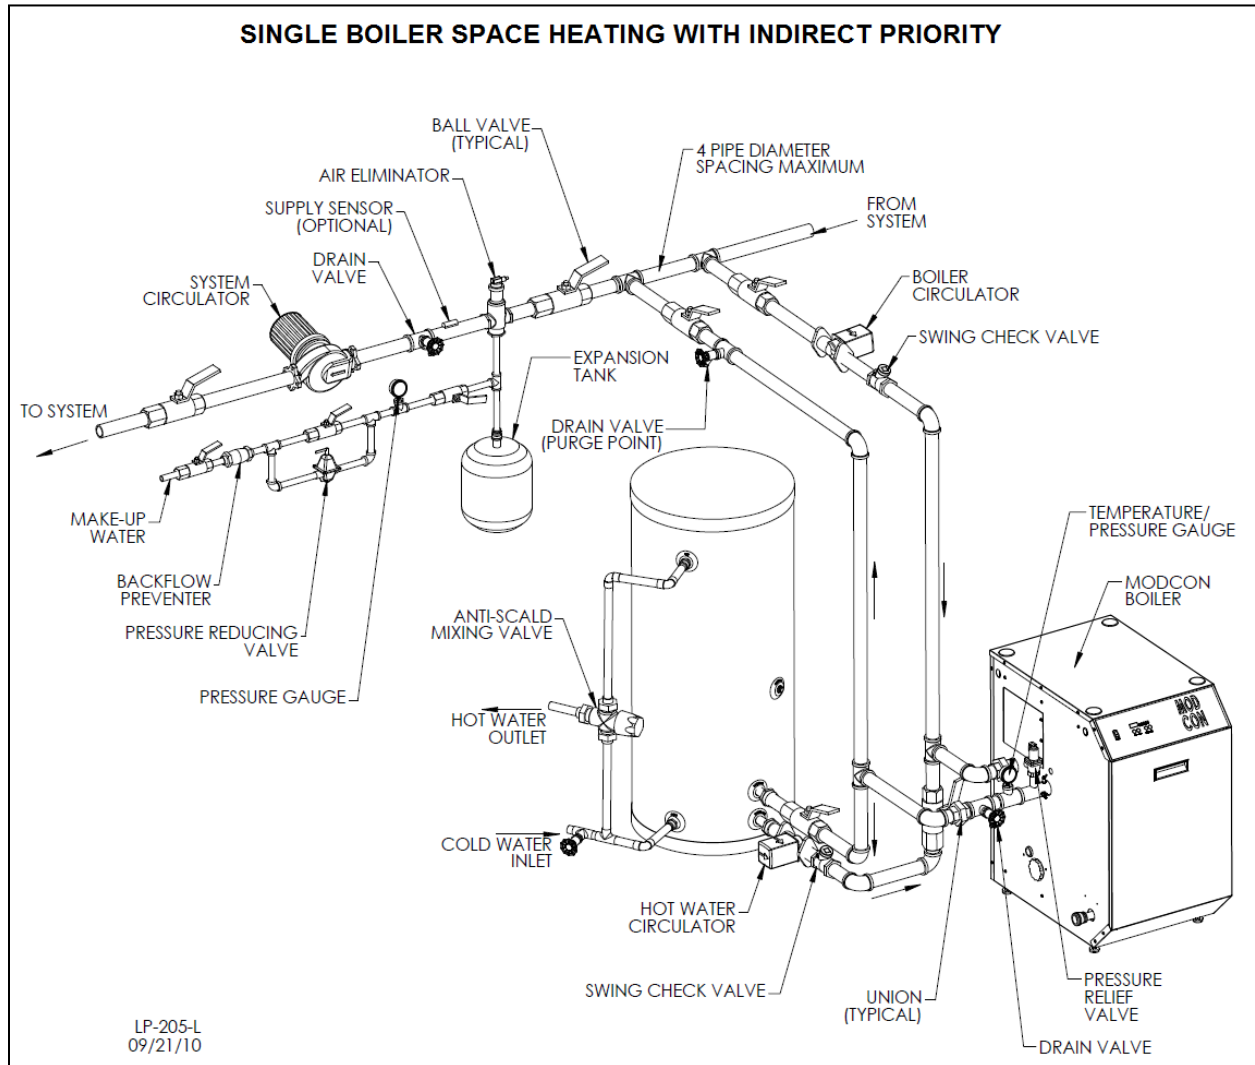 SINGLE BOILER SPACE HEATING WITH INDIRECT PRIORITY
BALL VALVE
(TYPICAL)
4 PIPE DIAMETER
SPACING MAXIMUM
AIR ELIMINATOR
FROM
SYSTEM
SUPPLY SENSOR
(OPTIONAL)
DRAIN
VALVE
SYSTEM
CIRCULATOR
BOILER
CIRCULATOR
SWING CHECK VALVE
EXPANSION
TANK
TO SYSTEM
DRAIN VALVE
(PURGE POINT)
MAKE-UP
WATER
TEMPERATURE/
PRESSURE GAUGE
BACKFLOW
PREVENTER
MODCON
BOILER
ANTI-SCALD
MIXING VALVE
PRESSURE REDUCING
VALVE
PRESSURE GAUGE
HOT WATER
OUTLET
MOD
CON
COLD WATER
INLET
HOT WATER
CIRCULATOR
SWING CHECK VALVE
UNION
(TYPICAL)
PRESSURE
RELIEF
VALVE
DRAIN VALVE
LP-205-L
09/21/10